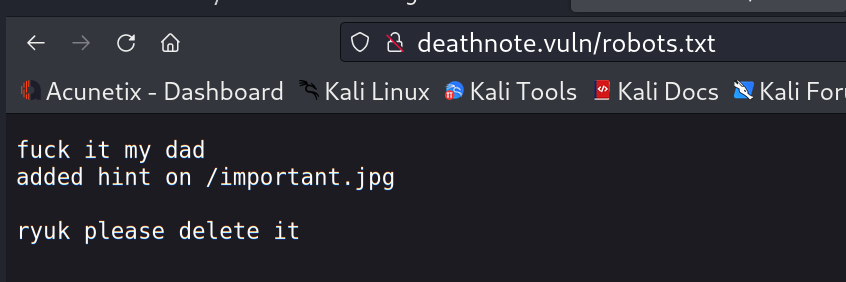 deathnote.vuln/robots.txt
Acunetix - Dashboard Kali Linux Kali Tools Kali Docs Kali For
fuck it my dad
added hint on /important.jpg
ryuk please delete it